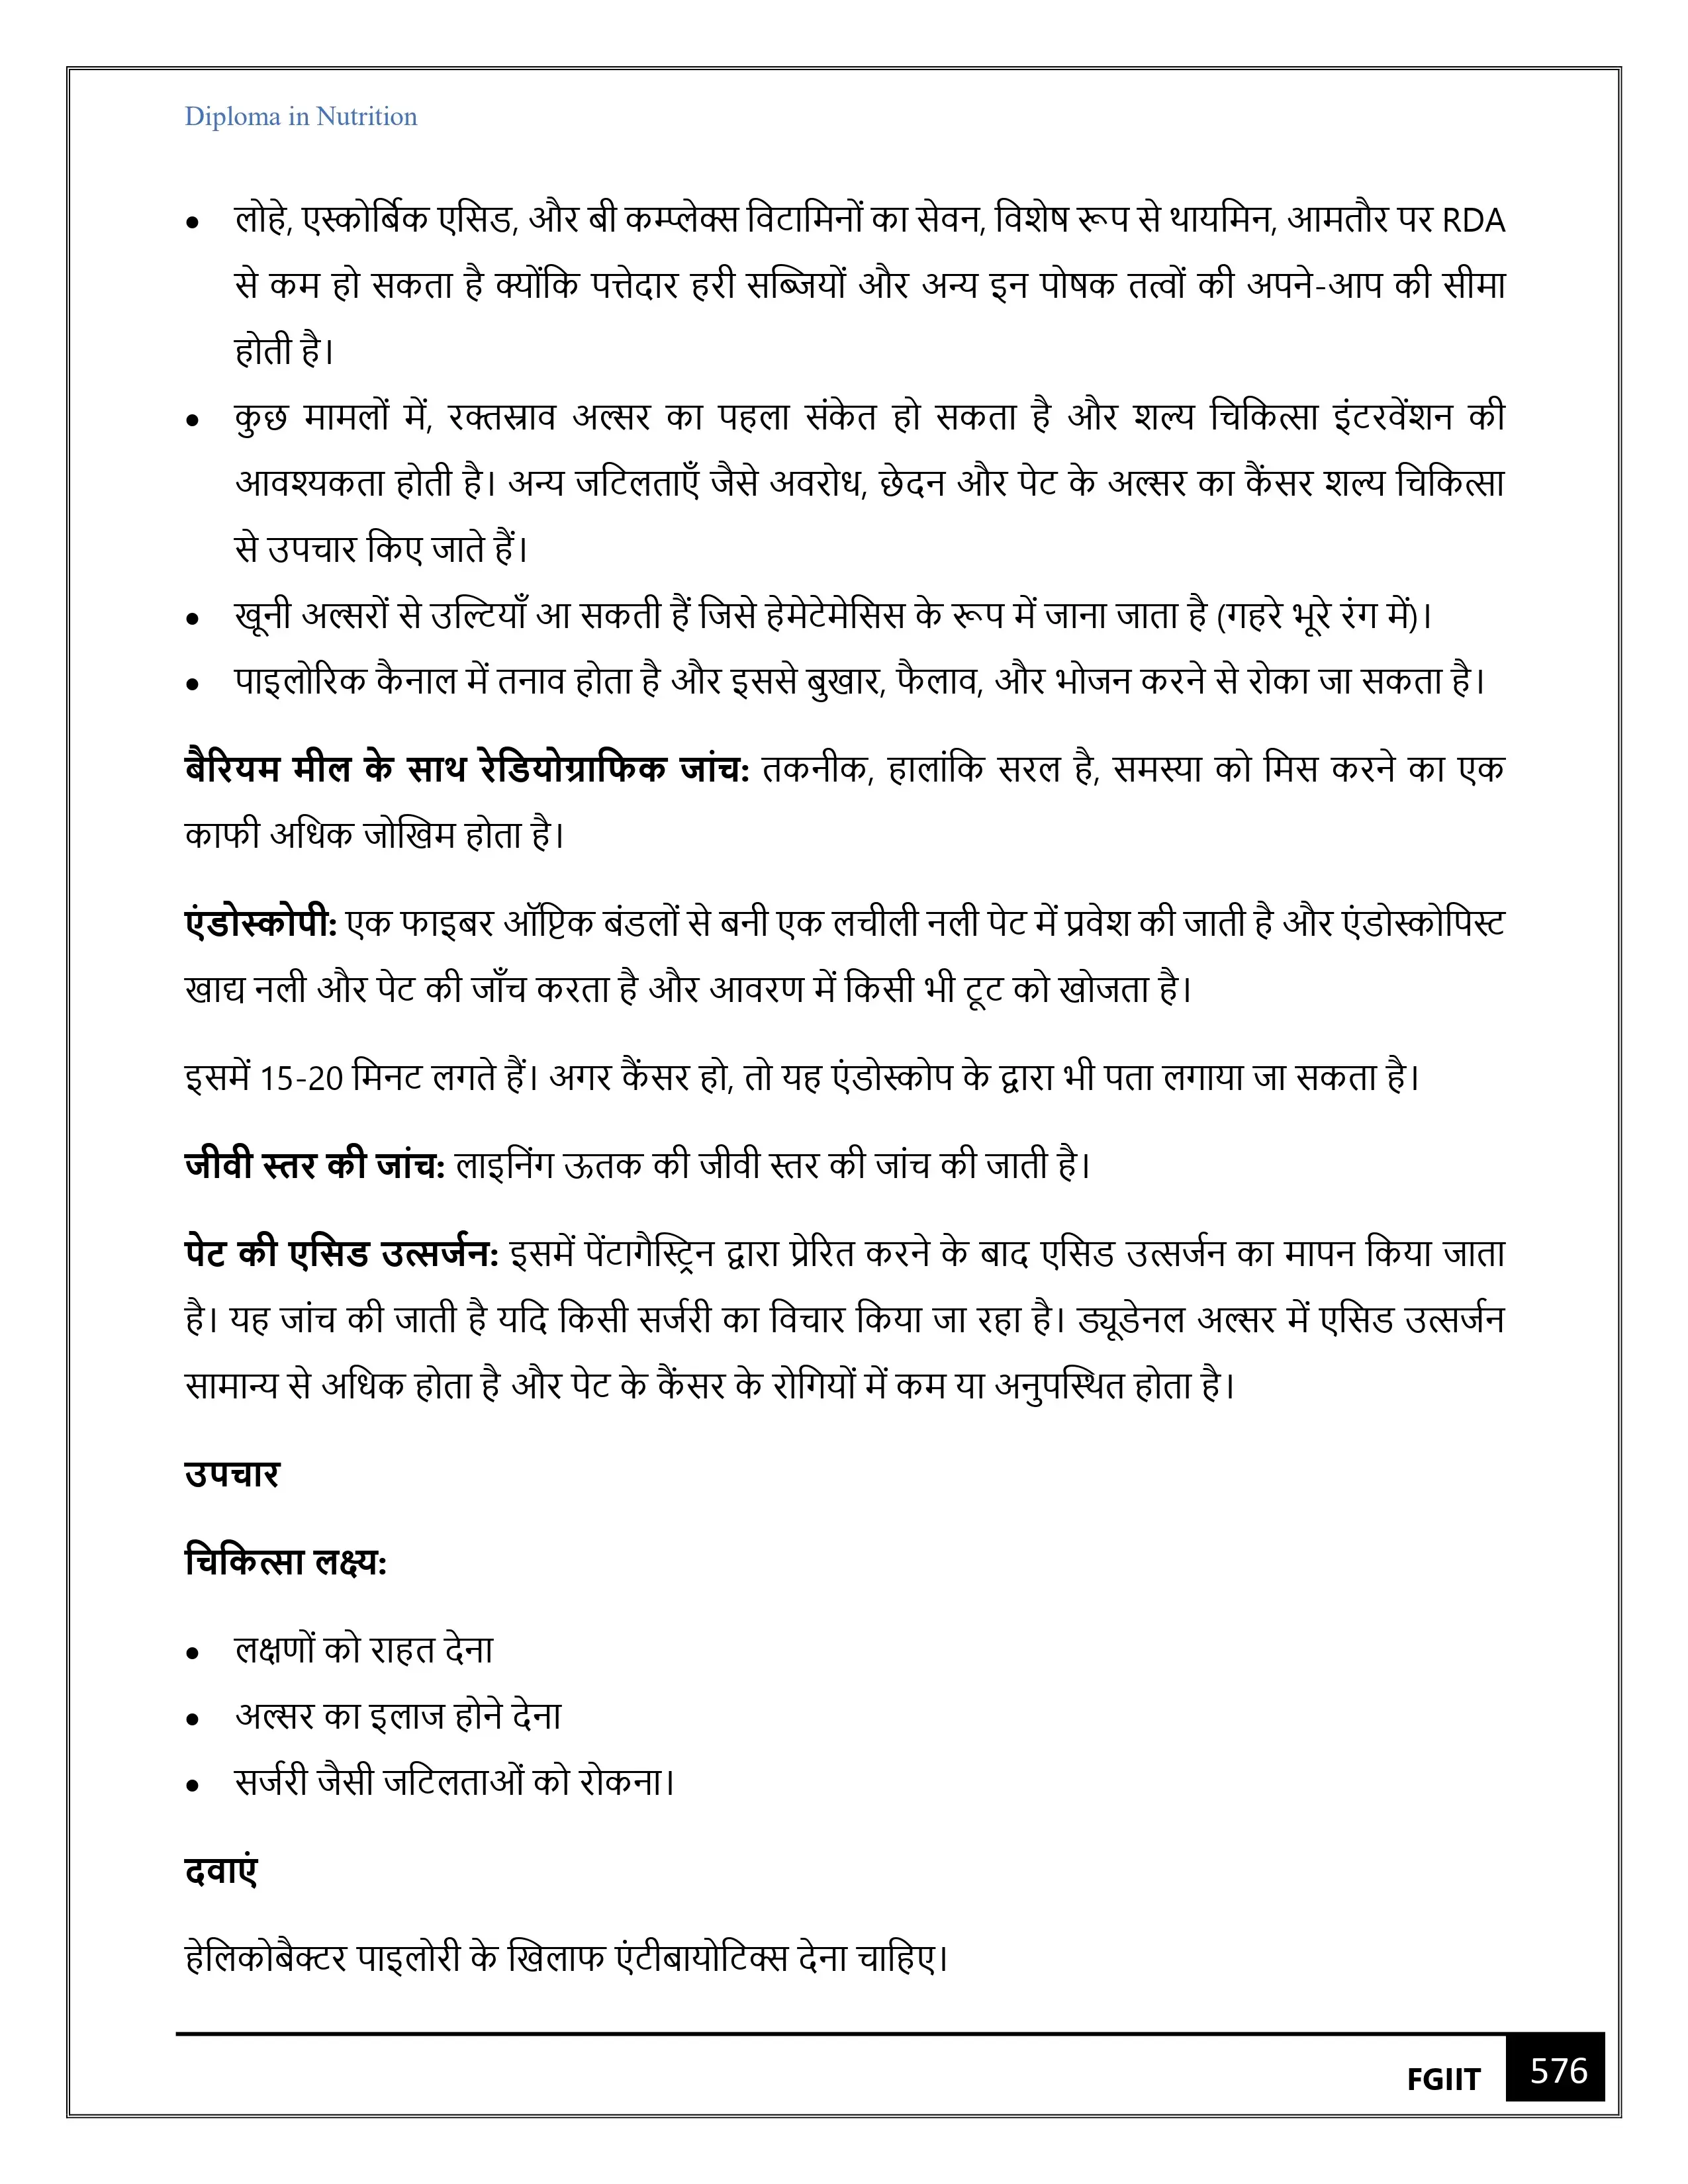 Diploma in Nutrition
• लोहे, एस्कोर्बिक एसिड, और बी कम्प्लेक्स विटामिनों का सेवन, विशेष रूप से थायमिन, आमतौर पर RDA
से कम हो सकता है क्योंकि पत्तेदार हरी सब्जियों और अन्य इन पोषक तत्वों की अपने-आप की सीमा
होती है।
• कुछ मामलों में, रक्तस्राव अल्सर का पहला संकेत हो सकता है और शल्य चिकित्सा इंटरवेंशन की
आवश्यकता होती है। अन्य जटिलताएँ जैसे अवरोध, छेदन और पेट के अल्सर का कैंसर शल्य चिकित्सा
से उपचार किए जाते हैं।
• खूनी अल्सरों से उल्टियाँ आ सकती हैं जिसे हेमेटेमेसिस के रूप में जाना जाता है (गहरे भूरे रंग में)।
• पाइलोरिक कैनाल में तनाव होता है और इससे बुखार, फैलाव, और भोजन करने से रोका जा सकता है।
बैरियम मील के साथ रेडियोग्राफिक जांच: तकनीक, हालांकि सरल है, समस्या को मिस करने का एक
काफी अधिक जोखिम होता है।
एंडोस्कोपी: एक फाइबर ऑप्टिक बंडलों से बनी एक लचीली नली पेट में प्रवेश की जाती है और एंडोस्कोपिस्ट
खाद्य नली और पेट की जाँच करता है और आवरण में किसी भी टूट को खोजता है।
इसमें 15-20 मिनट लगते हैं। अगर कैंसर हो, तो यह एंडोस्कोप के द्वारा भी पता लगाया जा सकता है।
जीवी स्तर की जांच: लाइनिंग ऊतक की जीवी स्तर की जांच की जाती है।
पेट की एसिड उत्सर्जन: इसमें पेंटागैस्ट्रिन द्वारा प्रेरित करने के बाद एसिड उत्सर्जन का मापन किया जाता
है। यह जांच की जाती है यदि किसी सर्जरी का विचार किया जा रहा है। ड्यूडेनल अल्सर में एसिड उत्सर्जन
सामान्य से अधिक होता है और पेट के कैंसर के रोगियों में कम या अनुपस्थित होता है।
उपचार
चिकित्सा लक्ष्य:
• लक्षणों को राहत देना
• अल्सर का इलाज होने देना
• सर्जरी जैसी जटिलताओं को रोकना।
दवाएं
हेलिकोबैक्टर पाइलोरी के खिलाफ एंटीबायोटिक्स देना चाहिए।
FGIIT 576